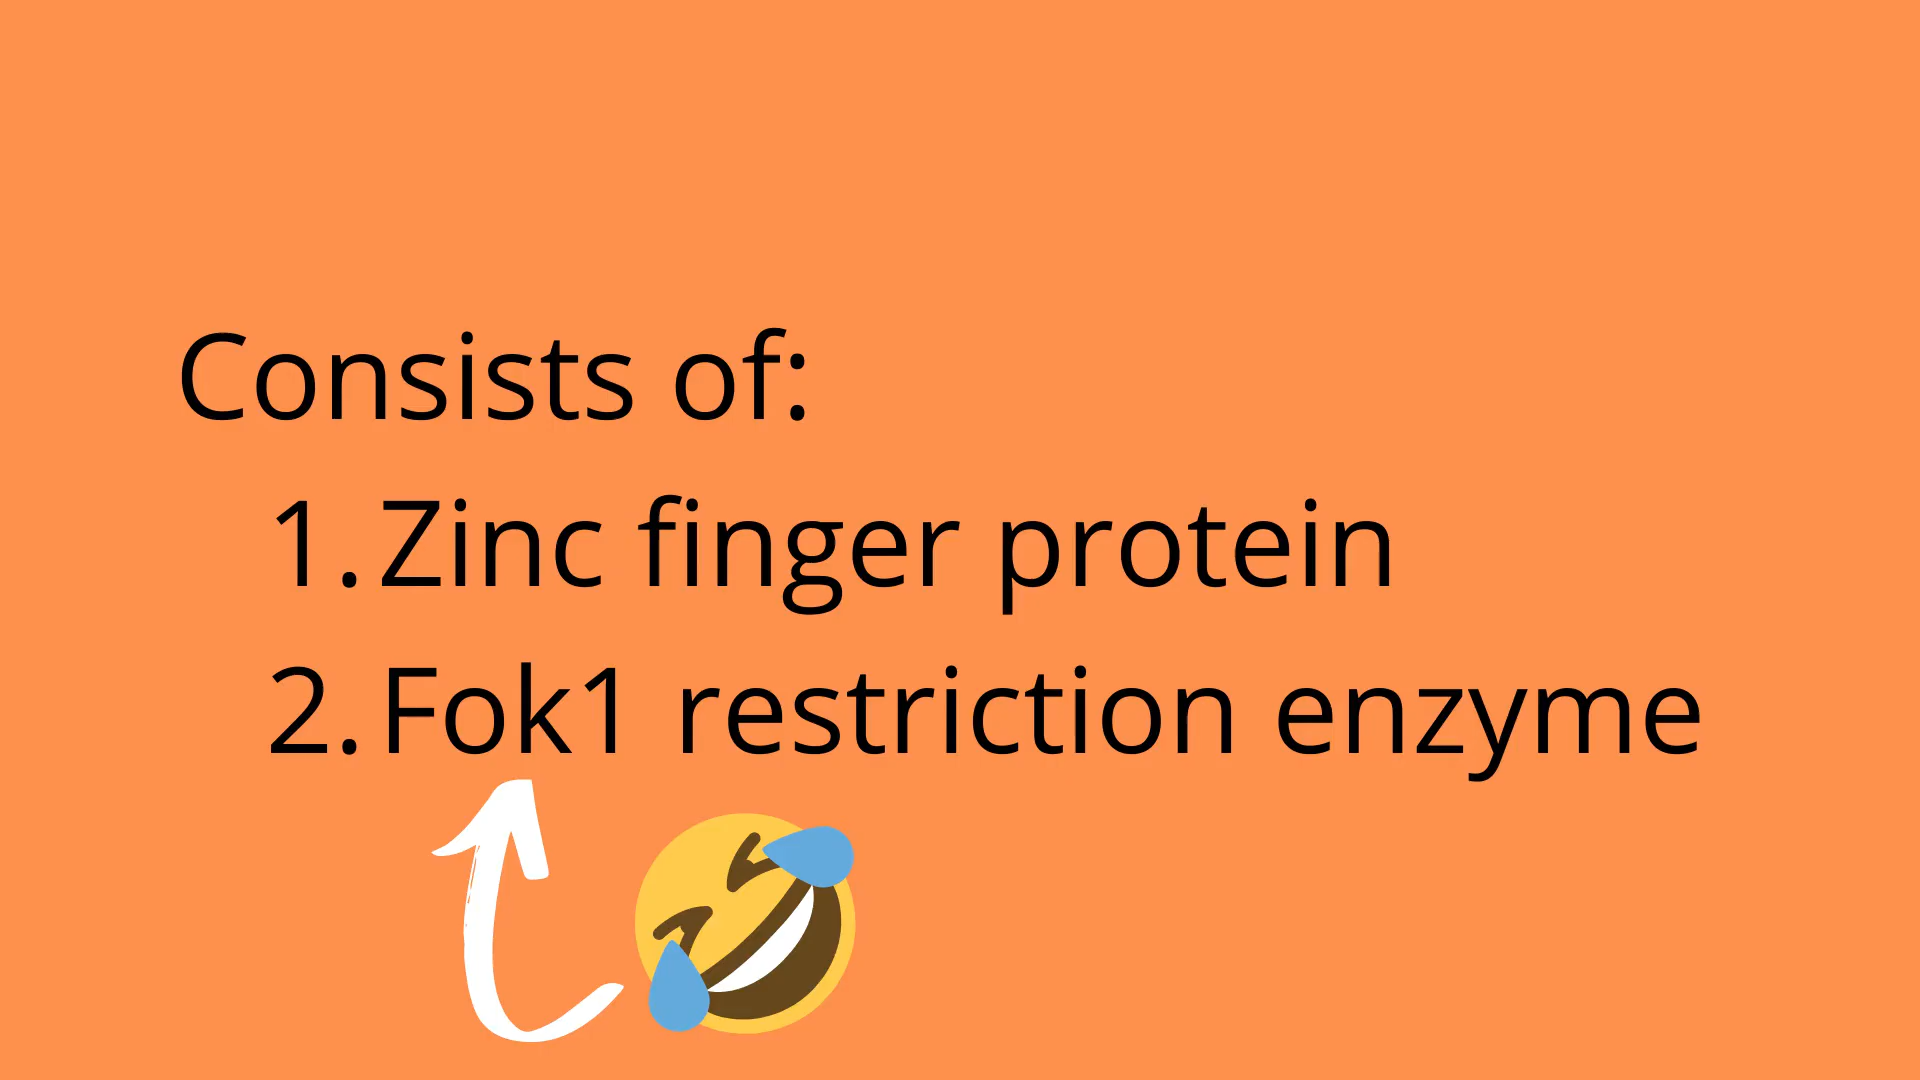 Consists of:
1. Zinc finger protein
2. Fok1 restriction enzyme